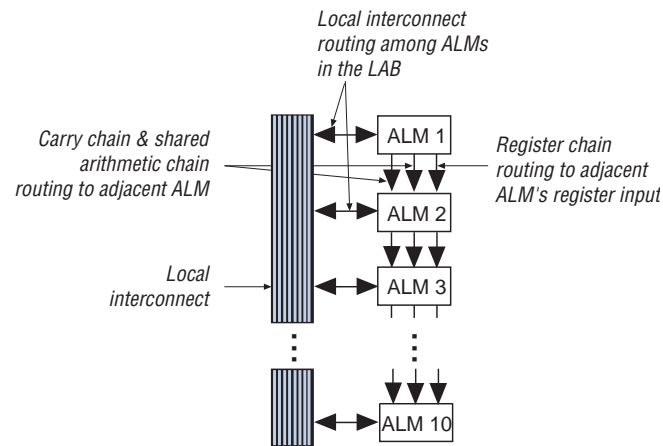 Local interconnect
routing among ALMs
in the LAB
Carry chain & shared
arithmetic chain
routing to adjacent ALM
Register chain
routing to adjacent
ALM's register input
Local
interconnect
ALM 1
ALM 2
ALM 3
ALM 10